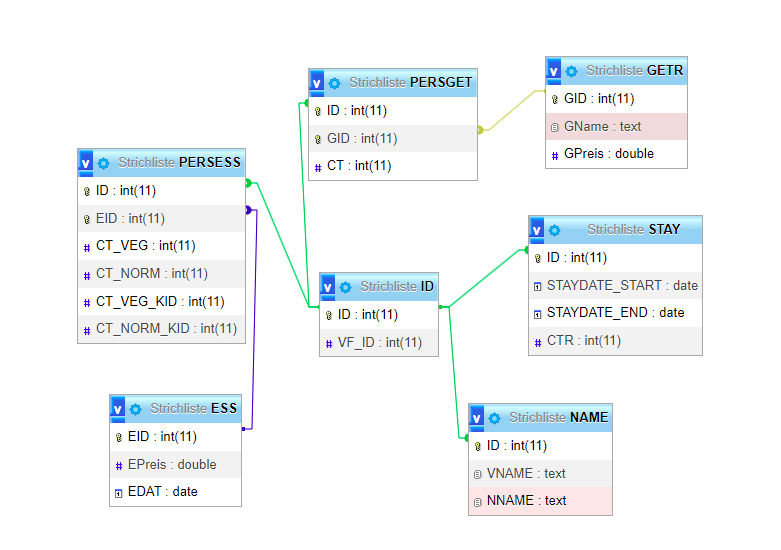 Strichliste PERSGET
ID : int(11)
GID : int(11)
CT : int(11)
Strichliste GETR
GID : int(11)
GName : text
GPreis : double
Strichliste PERSESS
ID : int(11)
EID : int(11)
CT_VEG : int(11)
CT_NORM : int(11)
CT_VEG_KID : int(11)
CT_NORM_KID : int(11)
Strichliste STAY
ID : int(11)
STAYDATE_START : date
STAYDATE_END : date
CTR : int(11)
Strichliste ID
ID : int(11)
VF_ID : int(11)
Strichliste ESS
EID : int(11)
EPreis : double
EDAT : date
Strichliste NAME
ID : int(11)
VNAME : text
NNAME : text